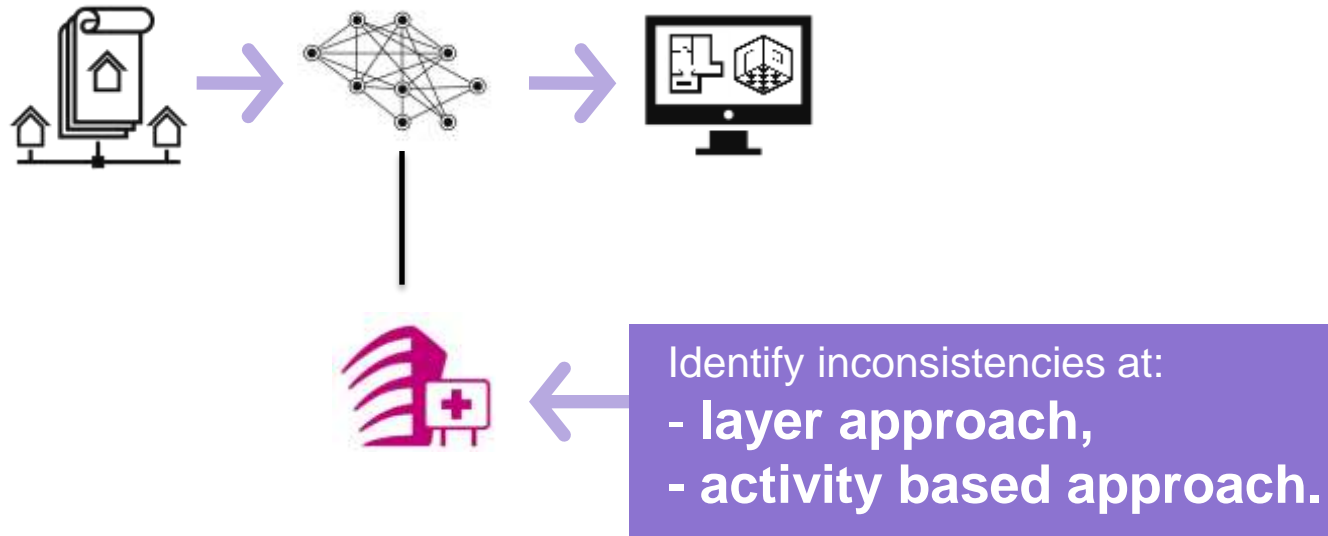 Identify inconsistencies at:
- layer approach,
- activity based approach.